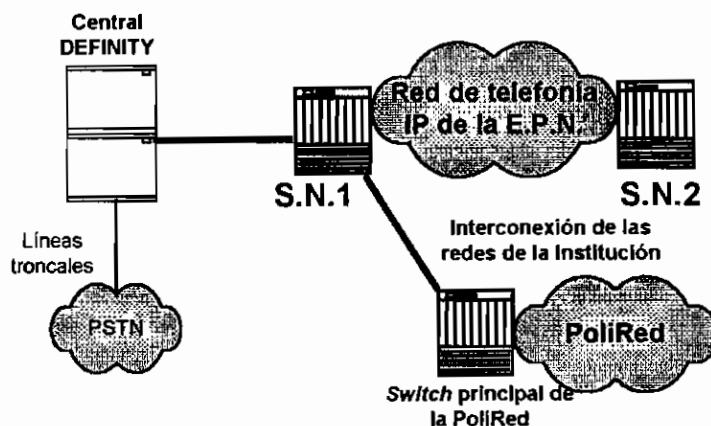 Central
DEFINITY
Red de telefonía
IP de la E.P.N.
S.N.1
S.N.2
Interconexión de las
redes de la Institución
Líneas
troncales
PSTN
PoliRed
Switch principal de
la PoliRed